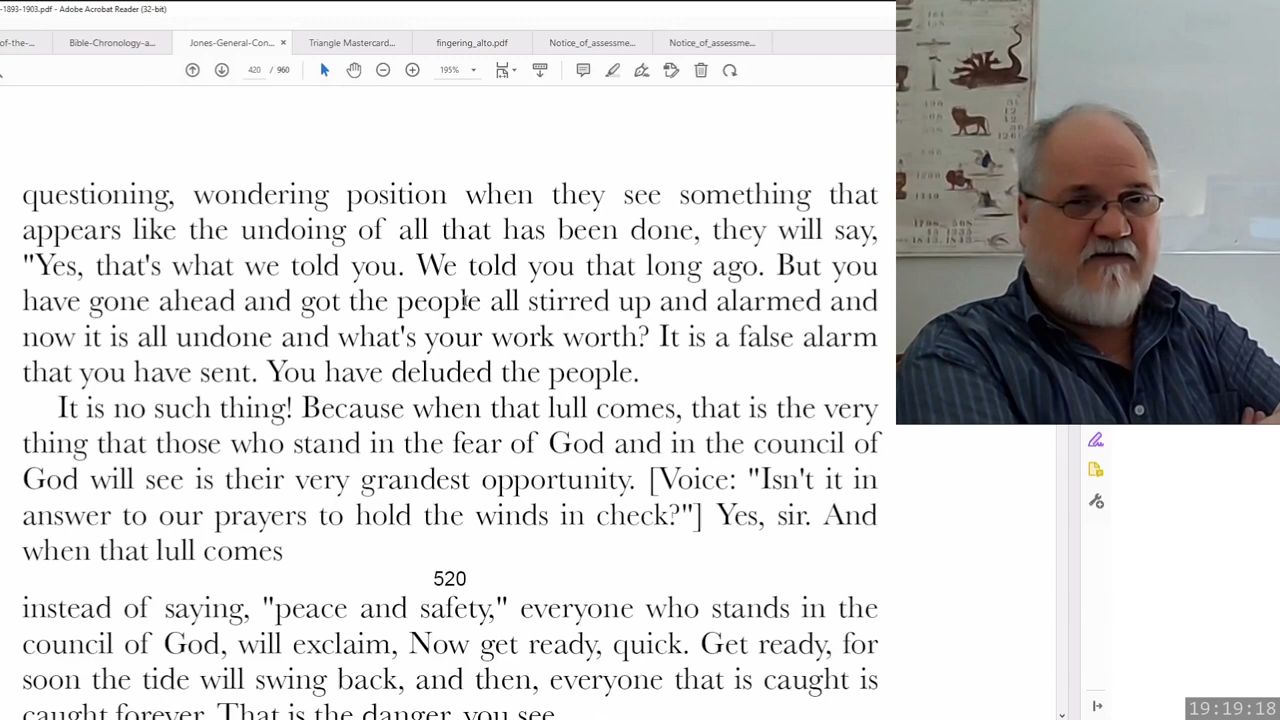 -1893-1903.pdf - Adobe Acrobat Reader (32-bit)
of-the-... Bible-Chronology-a... Jones-General-Con... × Triangle Mastercard... fingering_alto.pdf Notice_of_assessme... Notice_of_assessme...
420 / 960 195%
questioning, wondering position when they see something that
appears like the undoing of all that has been done, they will say,
"Yes, that's what we told you. We told you that long ago. But you
have gone ahead and got the people all stirred up and alarmed and
now it is all undone and what's your work worth? It is a false alarm
that you have sent. You have deluded the people.
It is no such thing! Because when that lull comes, that is the very
thing that those who stand in the fear of God and in the council of
God will see is their very grandest opportunity. [Voice: "Isn't it in
answer to our prayers to hold the winds in check?"] Yes, sir. And
when that lull comes
520
instead of saying, "peace and safety," everyone who stands in the
council of God, will exclaim, Now get ready, quick. Get ready, for
soon the tide will swing back, and then, everyone that is caught is
caught forever. That is the danger, you see
19:19:18